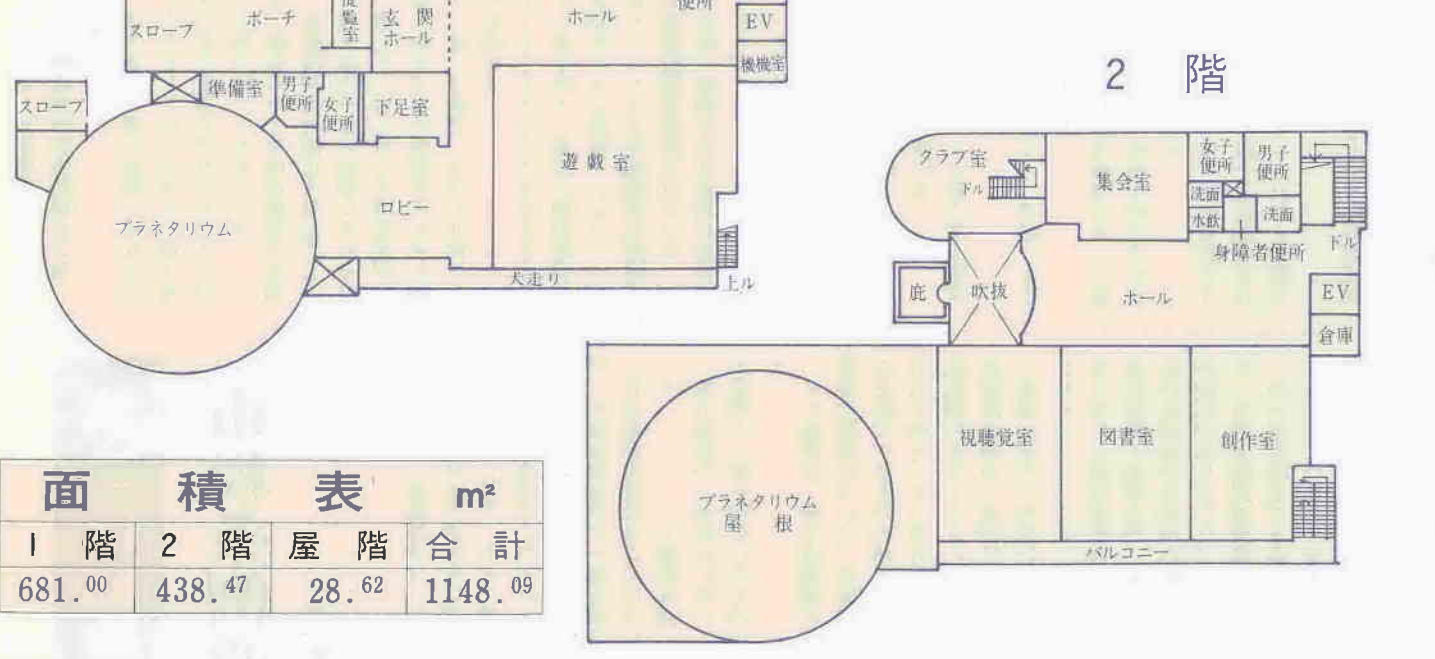 スロープ
ポーチ
覧室
玄関
ホール
ホール
便所
EV
機機室
スロープ
準備室
男子
便所
女子
便所
下足室
遊戯室
ロビー
プラネタリウム
犬走り
上ル
2 階
クラブ室
ドル
集会室
女子
便所
男子
便所
洗面
水飲
洗面
身障者便所
ドル
庇
吹抜
ホール
EV
倉庫
視聴覚室
図書室
創作室
プラネタリウム
屋根
バルコニー
面積表 m²
1階 2階 屋階 合計
681.00 438.47 28.62 1148.09